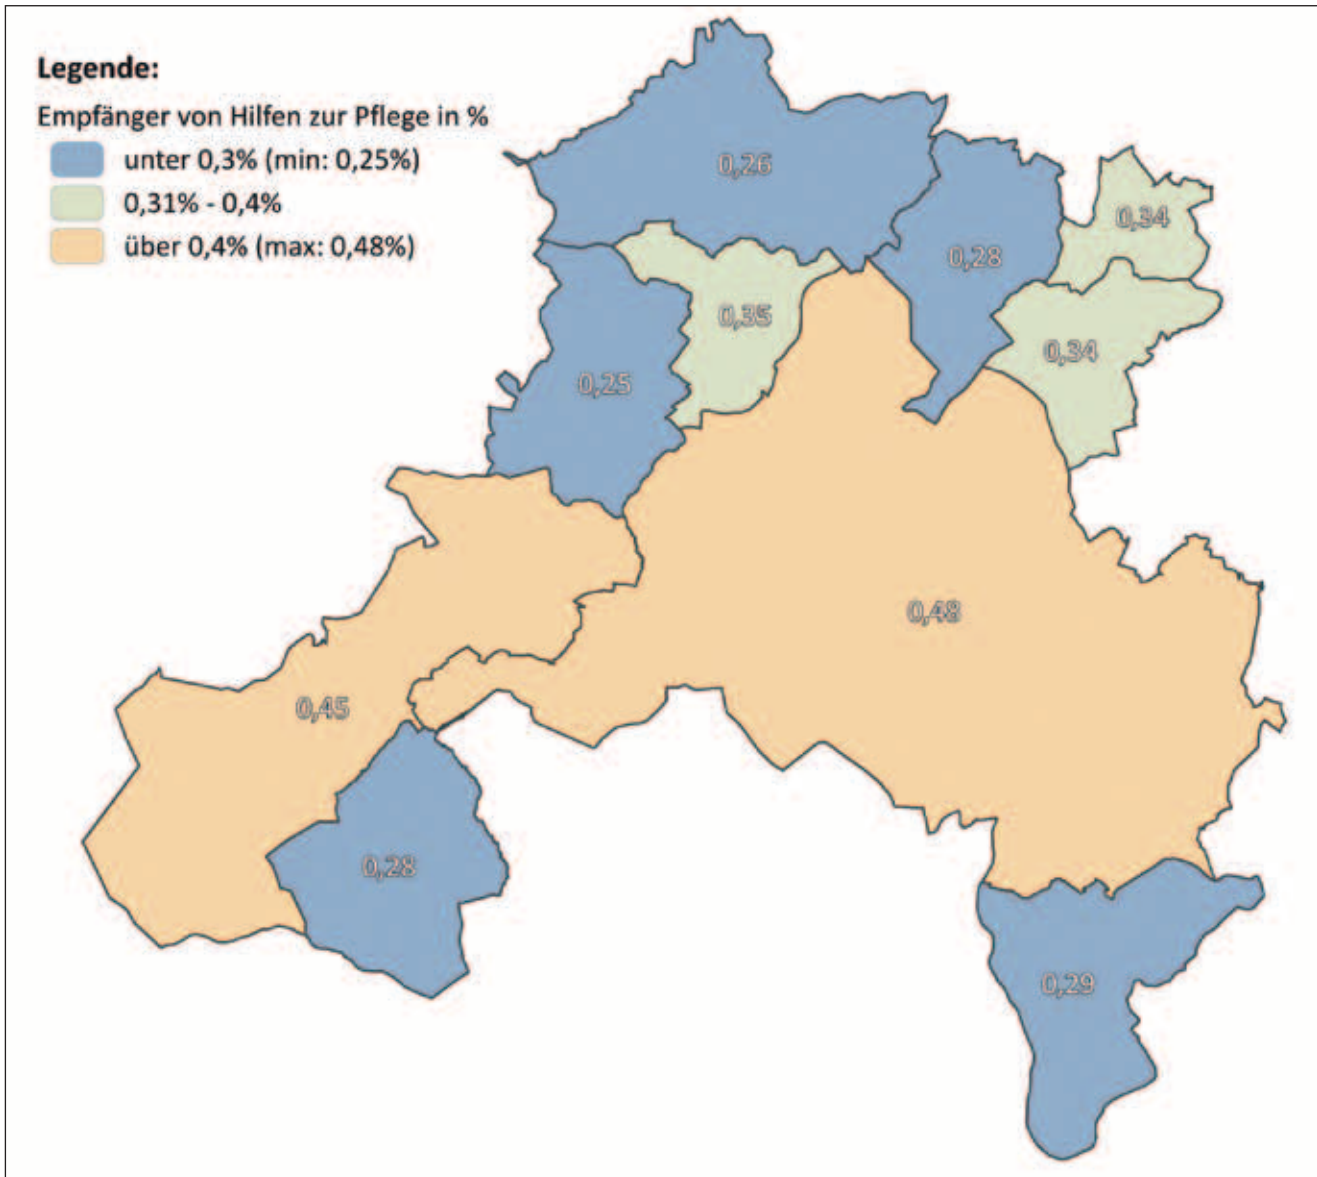 Legende:
Empfänger von Hilfen zur Pflege in %
unter 0,3% (min: 0,25%)
0,31% - 0,4%
über 0,4% (max: 0,48%)
0,26
0,34
0,28
0,35
0,34
0,25
0,48
0,45
0,28
0,29